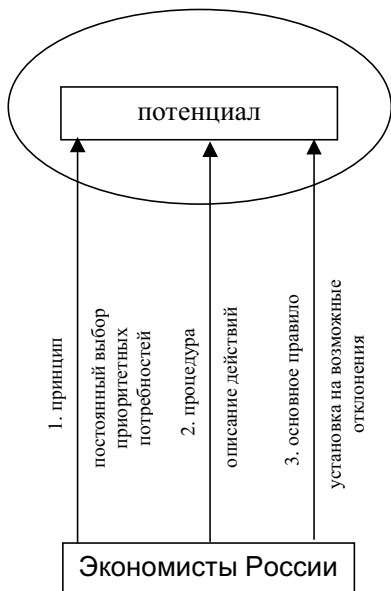 потенциал
1. принцип
постоянный выбор
приоритетных
потребностей
2. процедура
описание действий
3. основное правило
установка на возможные
отклонения
Экономисты России